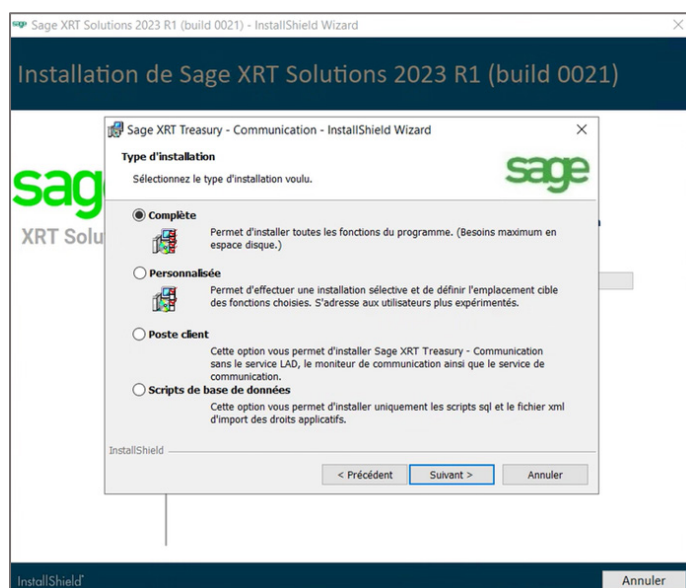 sage Sage XRT Solutions 2023 R1 (build 0021) - InstallShield Wizard
Installation de Sage XRT Solutions 2023 R1 (build 0021)
Sage XRT Treasury - Communication - InstallShield Wizard
Type d'installation
Sélectionnez le type d'installation voulu.
sage
sag
XRT Solu
Complète
Permet d'installer toutes les fonctions du programme. (Besoins maximum en
espace disque.)
Personnalisée
Permet d'effectuer une installation sélective et de définir l'emplacement cible
des fonctions choisies. S'adresse aux utilisateurs plus expérimentés.
Poste client
Cette option vous permet d'installer Sage XRT Treasury - Communication
sans le service LAD, le moniteur de communication ainsi que le service de
communication.
Scripts de base de données
Cette option vous permet d'installer uniquement les scripts sql et le fichier xml
d'import des droits applicatifs.
InstallShield
< Précédent Suivant > Annuler
InstallShield Annuler